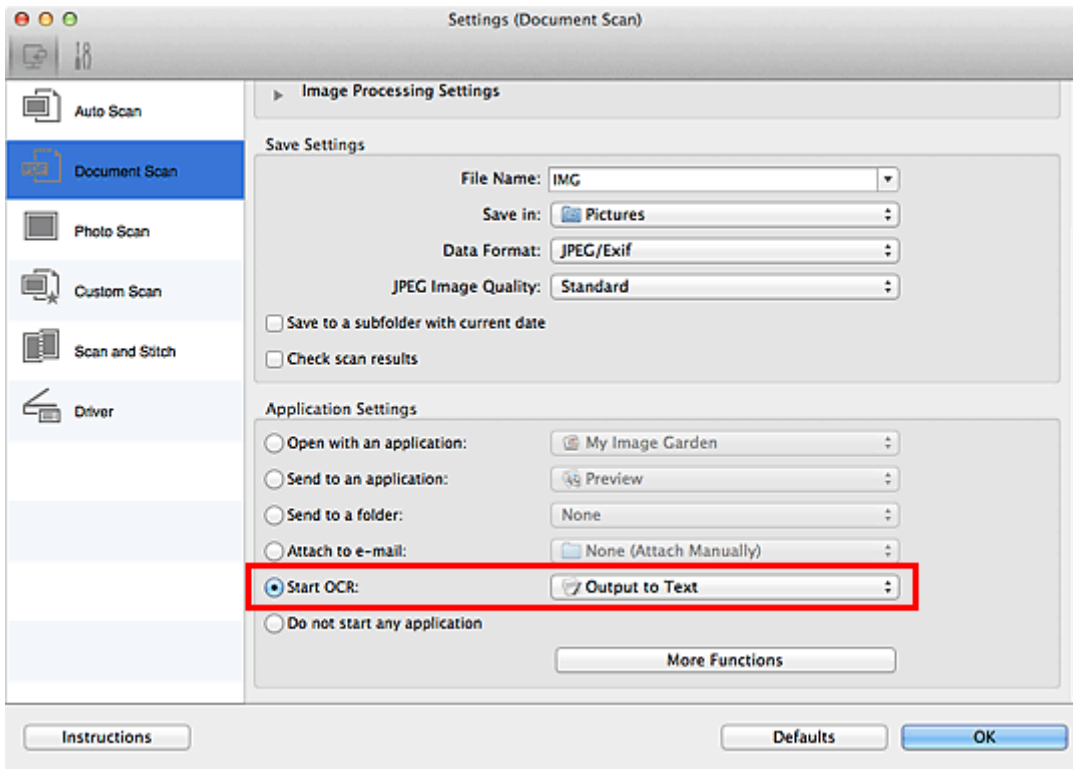 Settings (Document Scan)
Auto Scan
Document Scan
Photo Scan
Custom Scan
Scan and Stitch
Driver
Image Processing Settings
Save Settings
File Name: IMG
Save in: Pictures
Data Format: JPEG/Exif
JPEG Image Quality: Standard
Save to a subfolder with current date
Check scan results
Application Settings
Open with an application: My Image Garden
Send to an application: Preview
Send to a folder: None
Attach to e-mail: None (Attach Manually)
Start OCR: Output to Text
Do not start any application
More Functions
Instructions Defaults OK